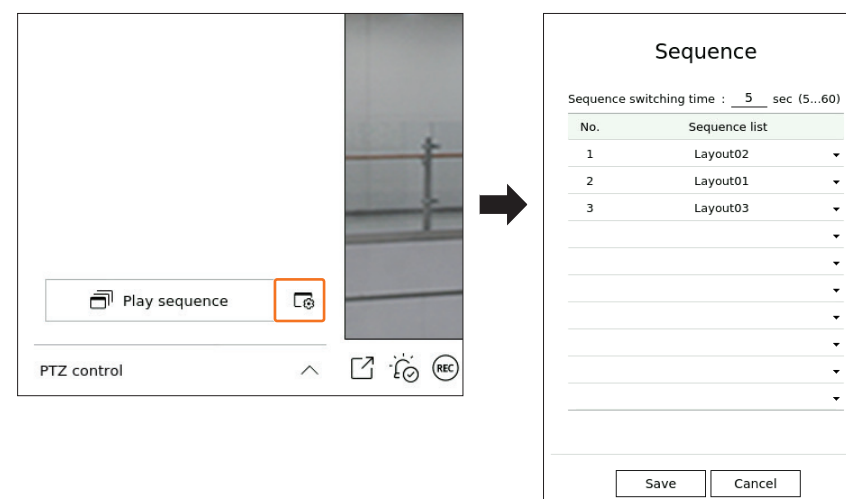 Play sequence
PTZ control
REC
Sequence
Sequence switching time : 5 sec (5...60)
No. Sequence list
1 Layout02
2 Layout01
3 Layout03
Save Cancel